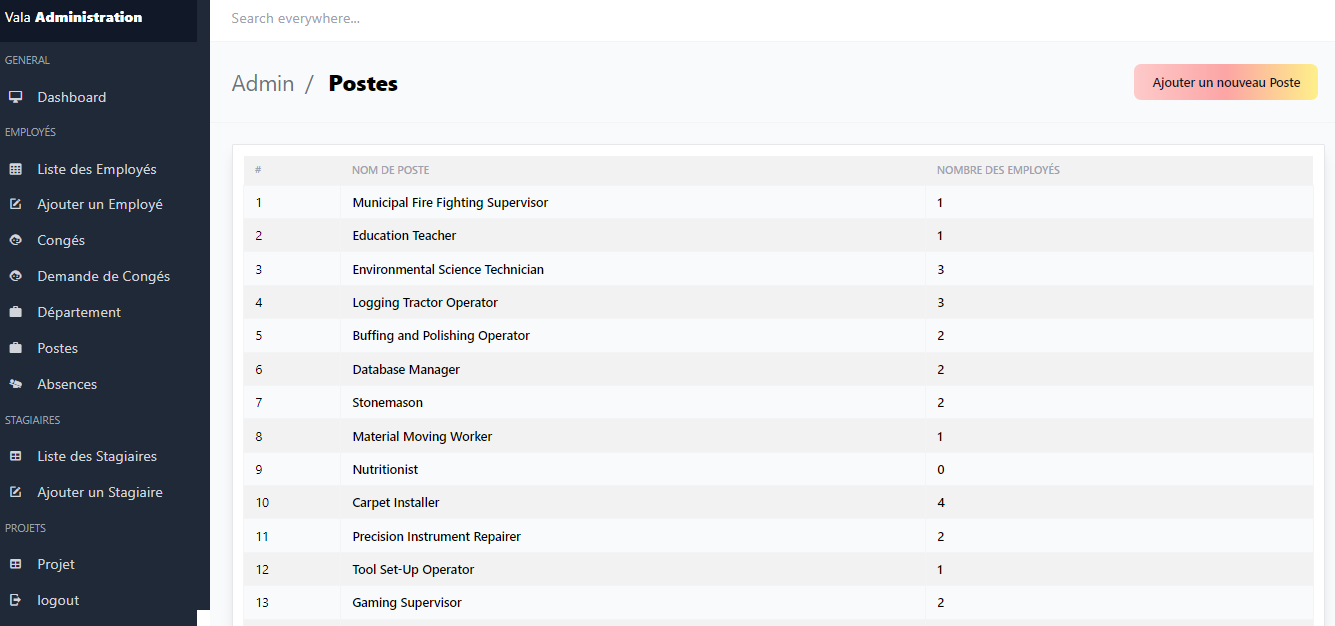 Vala Administration
Search everywhere...
GENERAL
Dashboard
EMPLOYÉS
Liste des Employés
Ajouter un Employé
Congés
Demande de Congés
Département
Postes
Absences
STAGIAIRES
Liste des Stagiaires
Ajouter un Stagiaire
PROJETS
Projet
logout
Admin / Postes
Ajouter un nouveau Poste
# NOM DE POSTE NOMBRE DES EMPLOYÉS
1 Municipal Fire Fighting Supervisor 1
2 Education Teacher 1
3 Environmental Science Technician 3
4 Logging Tractor Operator 3
5 Buffing and Polishing Operator 2
6 Database Manager 2
7 Stonemason 2
8 Material Moving Worker 1
9 Nutritionist 0
10 Carpet Installer 4
11 Precision Instrument Repairer 2
12 Tool Set-Up Operator 1
13 Gaming Supervisor 2